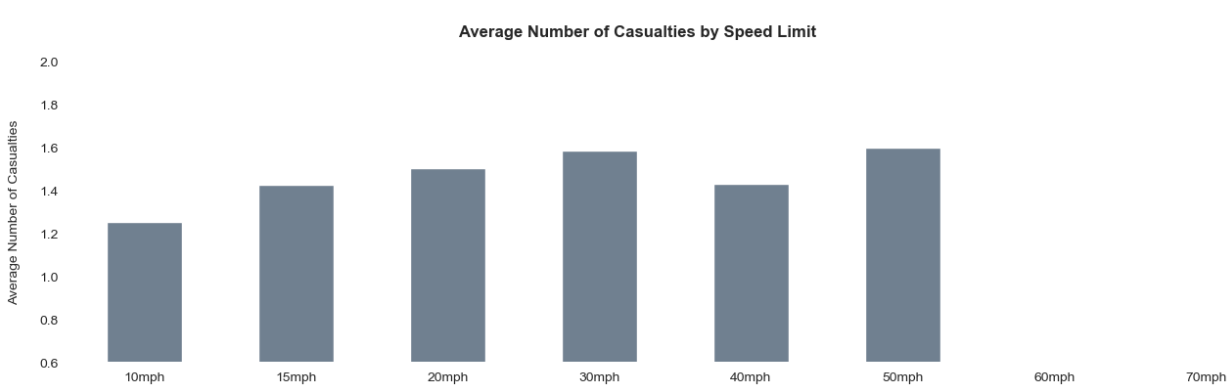 Average Number of Casualties by Speed Limit
Average Number of Casualties
2.0
1.8
1.6
1.4
1.2
1.0
0.8
0.6
10mph 15mph 20mph 30mph 40mph 50mph 60mph 70mph